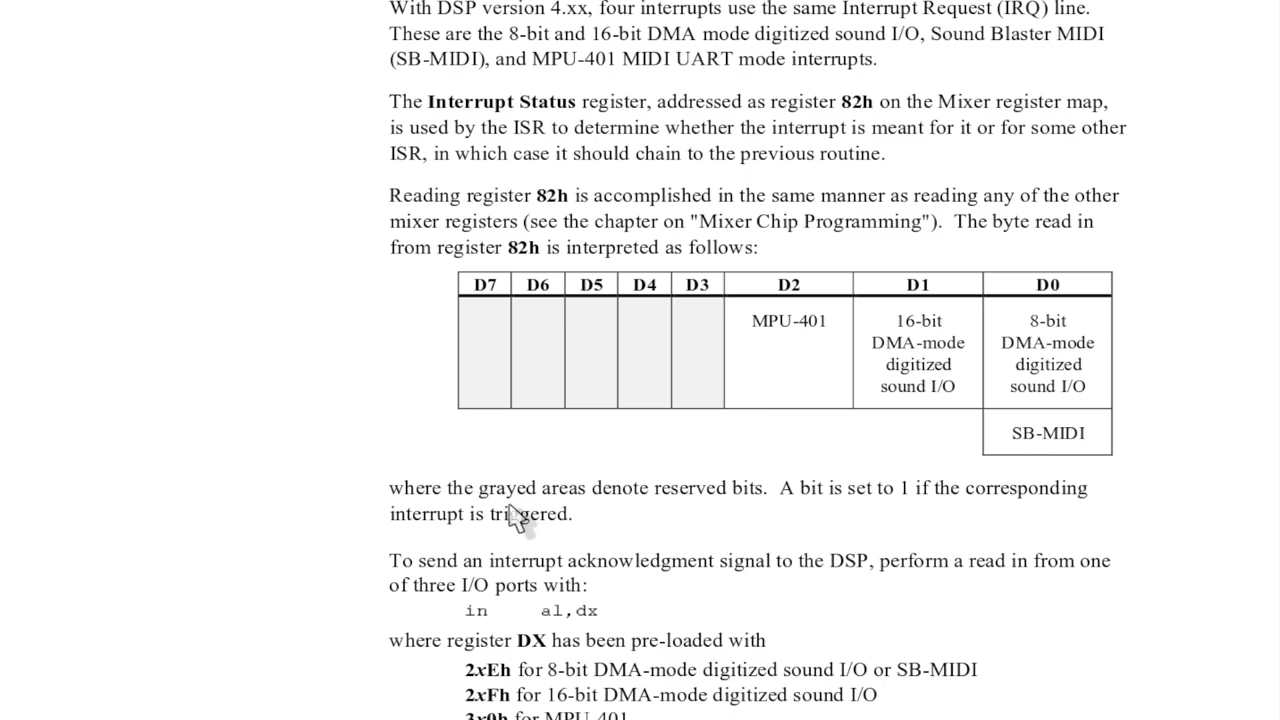 With DSP version 4.xx, four interrupts use the same Interrupt Request (IRQ) line.
These are the 8-bit and 16-bit DMA mode digitized sound I/O, Sound Blaster MIDI
(SB-MIDI), and MPU-401 MIDI UART mode interrupts.
The Interrupt Status register, addressed as register 82h on the Mixer register map,
is used by the ISR to determine whether the interrupt is meant for it or for some other
ISR, in which case it should chain to the previous routine.
Reading register 82h is accomplished in the same manner as reading any of the other
mixer registers (see the chapter on "Mixer Chip Programming").  The byte read in
from register 82h is interpreted as follows:
D7 D6 D5 D4 D3 D2 D1 D0
MPU-401 16-bit 8-bit
DMA-mode DMA-mode
digitized digitized
sound I/O sound I/O
SB-MIDI
where the grayed areas denote reserved bits.  A bit is set to 1 if the corresponding
interrupt is triggered.
To send an interrupt acknowledgment signal to the DSP, perform a read in from one
of three I/O ports with:
in al,dx
where register DX has been pre-loaded with
2xEh for 8-bit DMA-mode digitized sound I/O or SB-MIDI
2xFh for 16-bit DMA-mode digitized sound I/O
3x0h for MPU-401